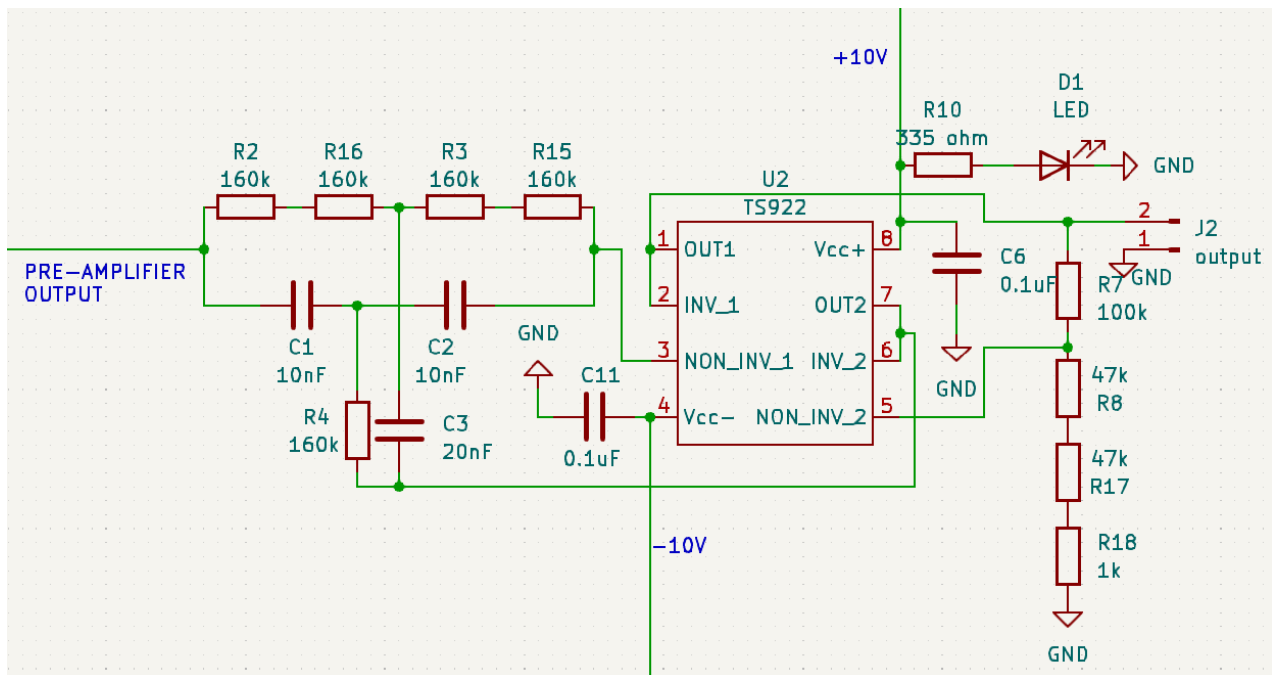 +10V
D1
LED
R10
335 ohm
GND
R2
160k
R16
160k
R3
160k
R15
160k
U2
TS922
PRE-AMPLIFIER
OUTPUT
1
OUT1
Vcc+
8
2
INV_1
OUT2
7
3
NON_INV_1
INV_2
6
4
Vcc-
NON_INV_2
5
C6
0.1uF
GND
2
1
J2
output
GND
R7
100k
C1
10nF
C2
10nF
GND
C11
0.1uF
R4
160k
C3
20nF
47k
R8
47k
R17
R18
1k
GND
-10V